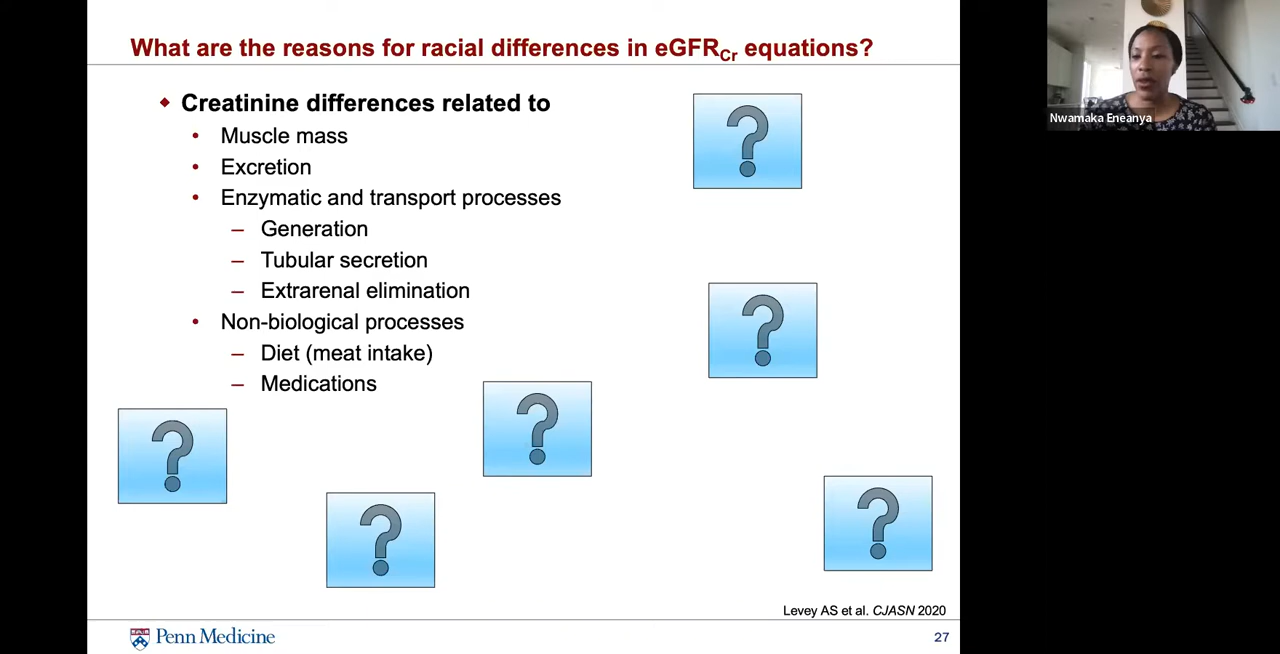 What are the reasons for racial differences in eGFRCr equations?
Creatinine differences related to
Muscle mass
Excretion
Enzymatic and transport processes
– Generation
– Tubular secretion
– Extrarenal elimination
Non-biological processes
– Diet (meat intake)
– Medications
?
?
?
?
?
?
Levey AS et al. CJASN 2020
Penn Medicine
27
Nwamaka Eneanya